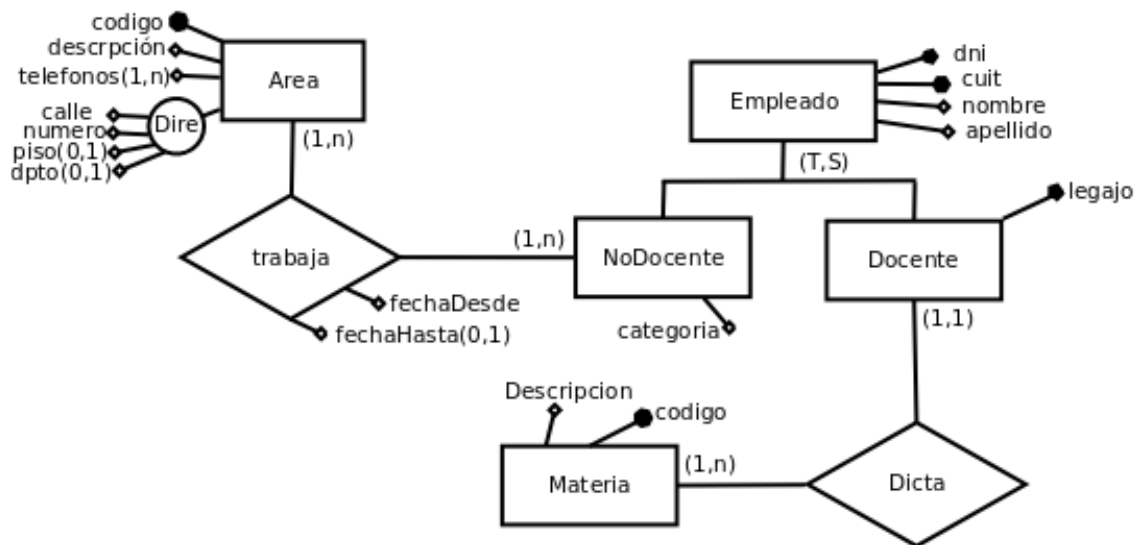 codigo
descrpción
telefonos(1,n)
Area
calle
numero
piso(0,1)
dpto(0,1)
Dire
(1,n)
dni
cuit
nombre
apellido
Empleado
(T,S)
legajo
trabaja
(1,n)
NoDocente
Docente
fechaDesde
fechaHasta(0,1)
categoria
(1,1)
Descripcion
codigo
Materia
(1,n)
Dicta